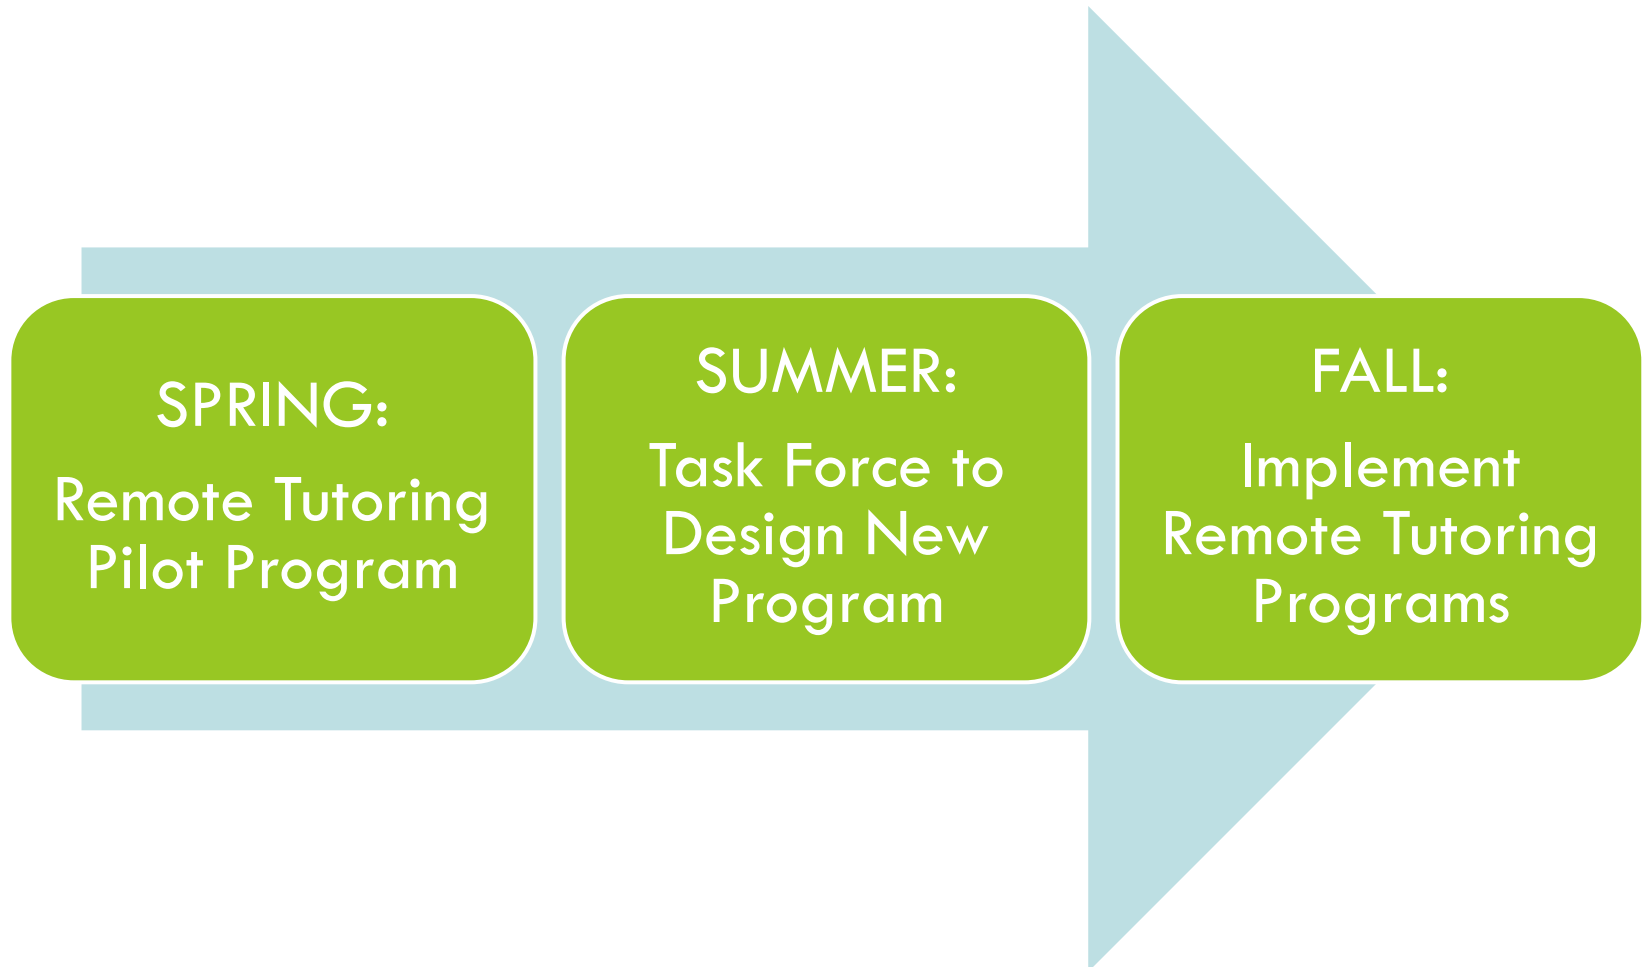 SPRING:
Remote Tutoring
Pilot Program
SUMMER:
Task Force to
Design New
Program
FALL:
Implement
Remote Tutoring
Programs